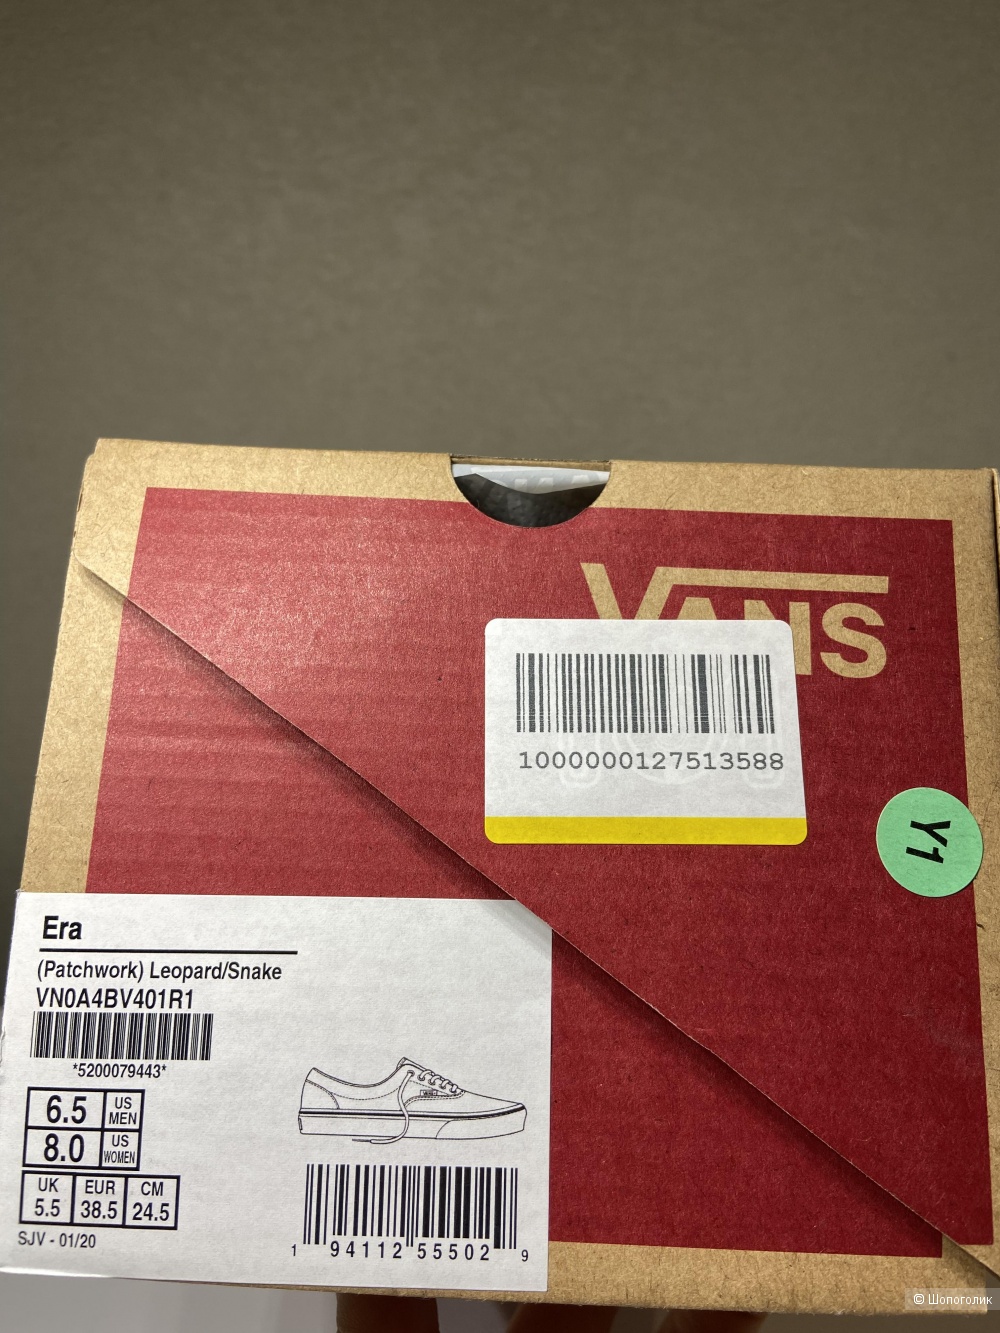 VANS
1000000127513588
Y1
Era
(Patchwork) Leopard/Snake
VN0A4BV401R1
*5200079443*
6.5 US MEN
8.0 US WOMEN
UK EUR CM
5.5 38.5 24.5
SJV - 01/20
1 94112 55502 9
© Шопоголик